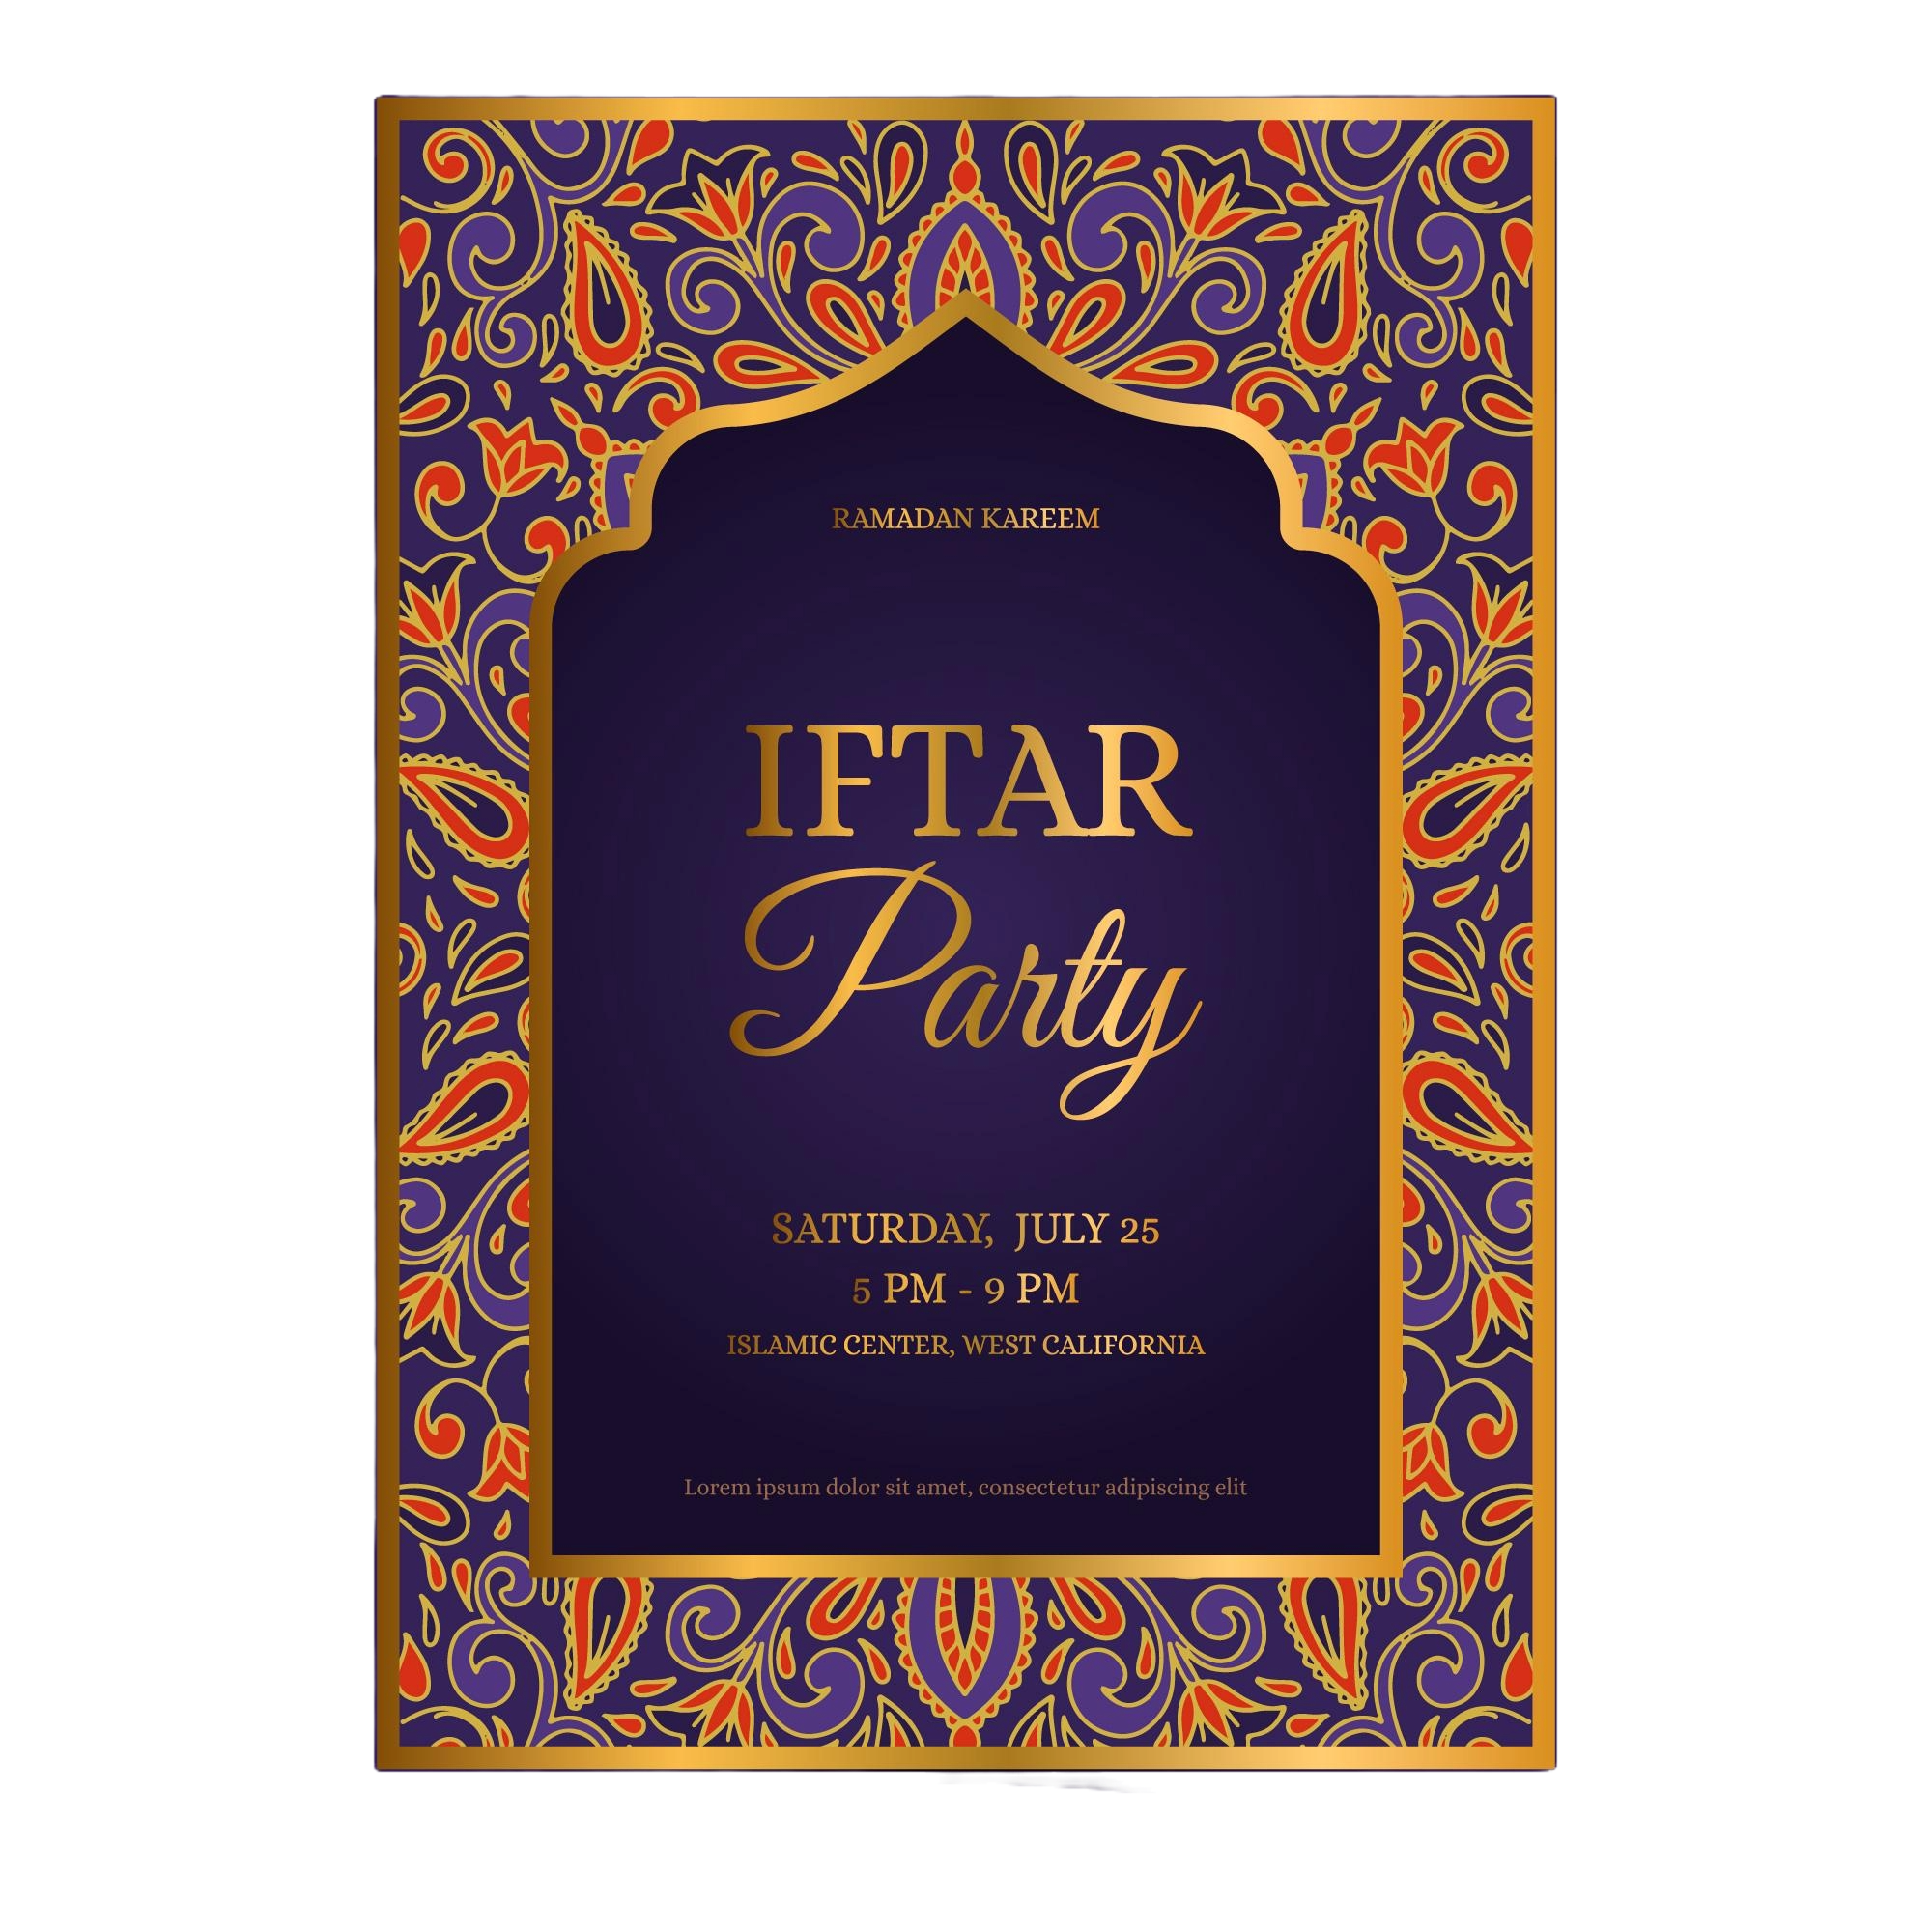 RAMADAN KAREEM
IFTAR
Party
SATURDAY, JULY 25
5 PM - 9 PM
ISLAMIC CENTER, WEST CALIFORNIA
Lorem ipsum dolor sit amet, consectetur adipiscing elit